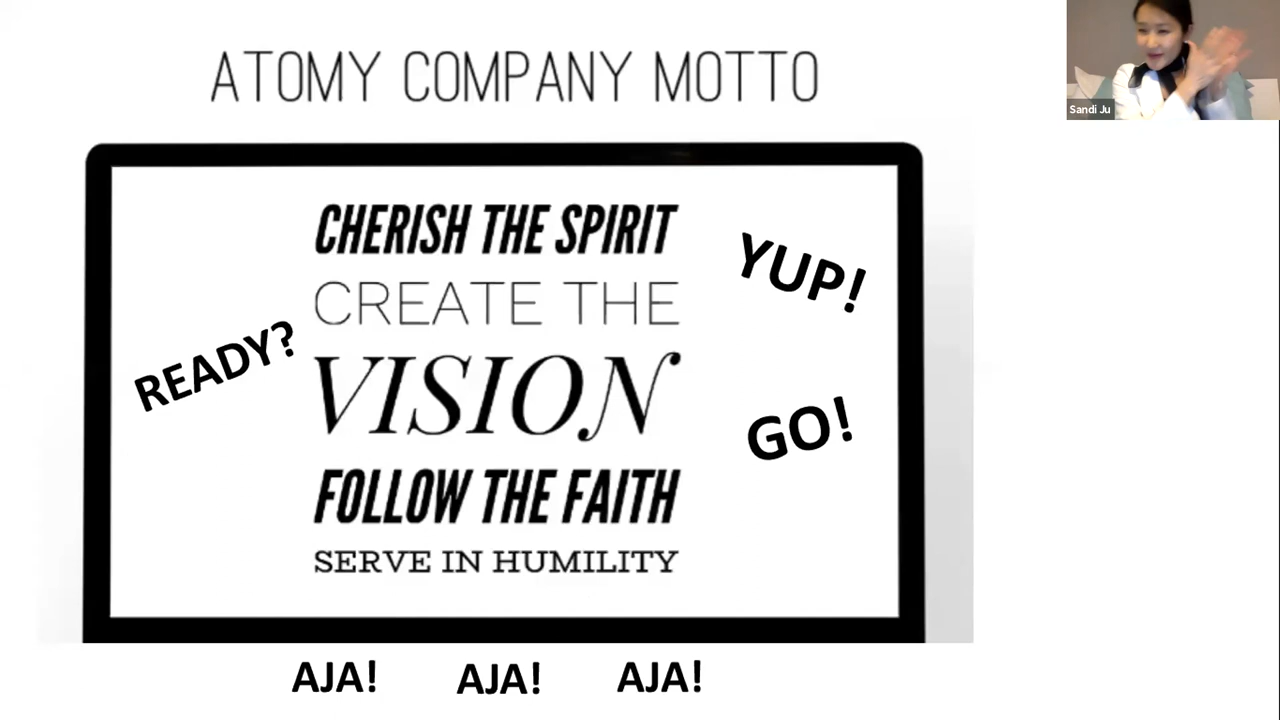 ATOMY COMPANY MOTTO
Sandi Ju
CHERISH THE SPIRIT
CREATE THE
VISION
FOLLOW THE FAITH
SERVE IN HUMILITY
READY?
YUP!
GO!
AJA! AJA! AJA!